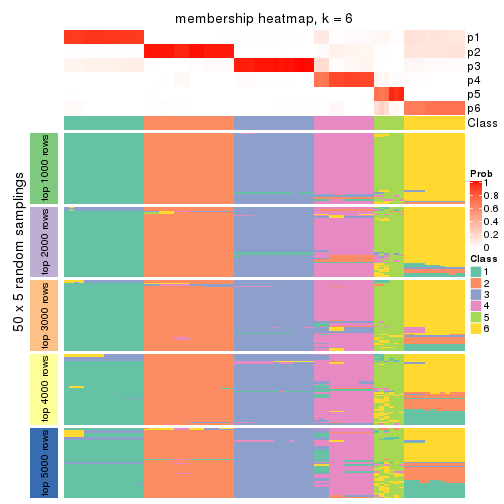 membership heatmap, k = 6
p1
p2
p3
p4
p5
p6
Class
50 x 5 random samplings
top 1000 rows
top 2000 rows
top 3000 rows
top 4000 rows
top 5000 rows
Prob
1
0.8
0.6
0.4
0.2
0
Class
1
2
3
4
5
6